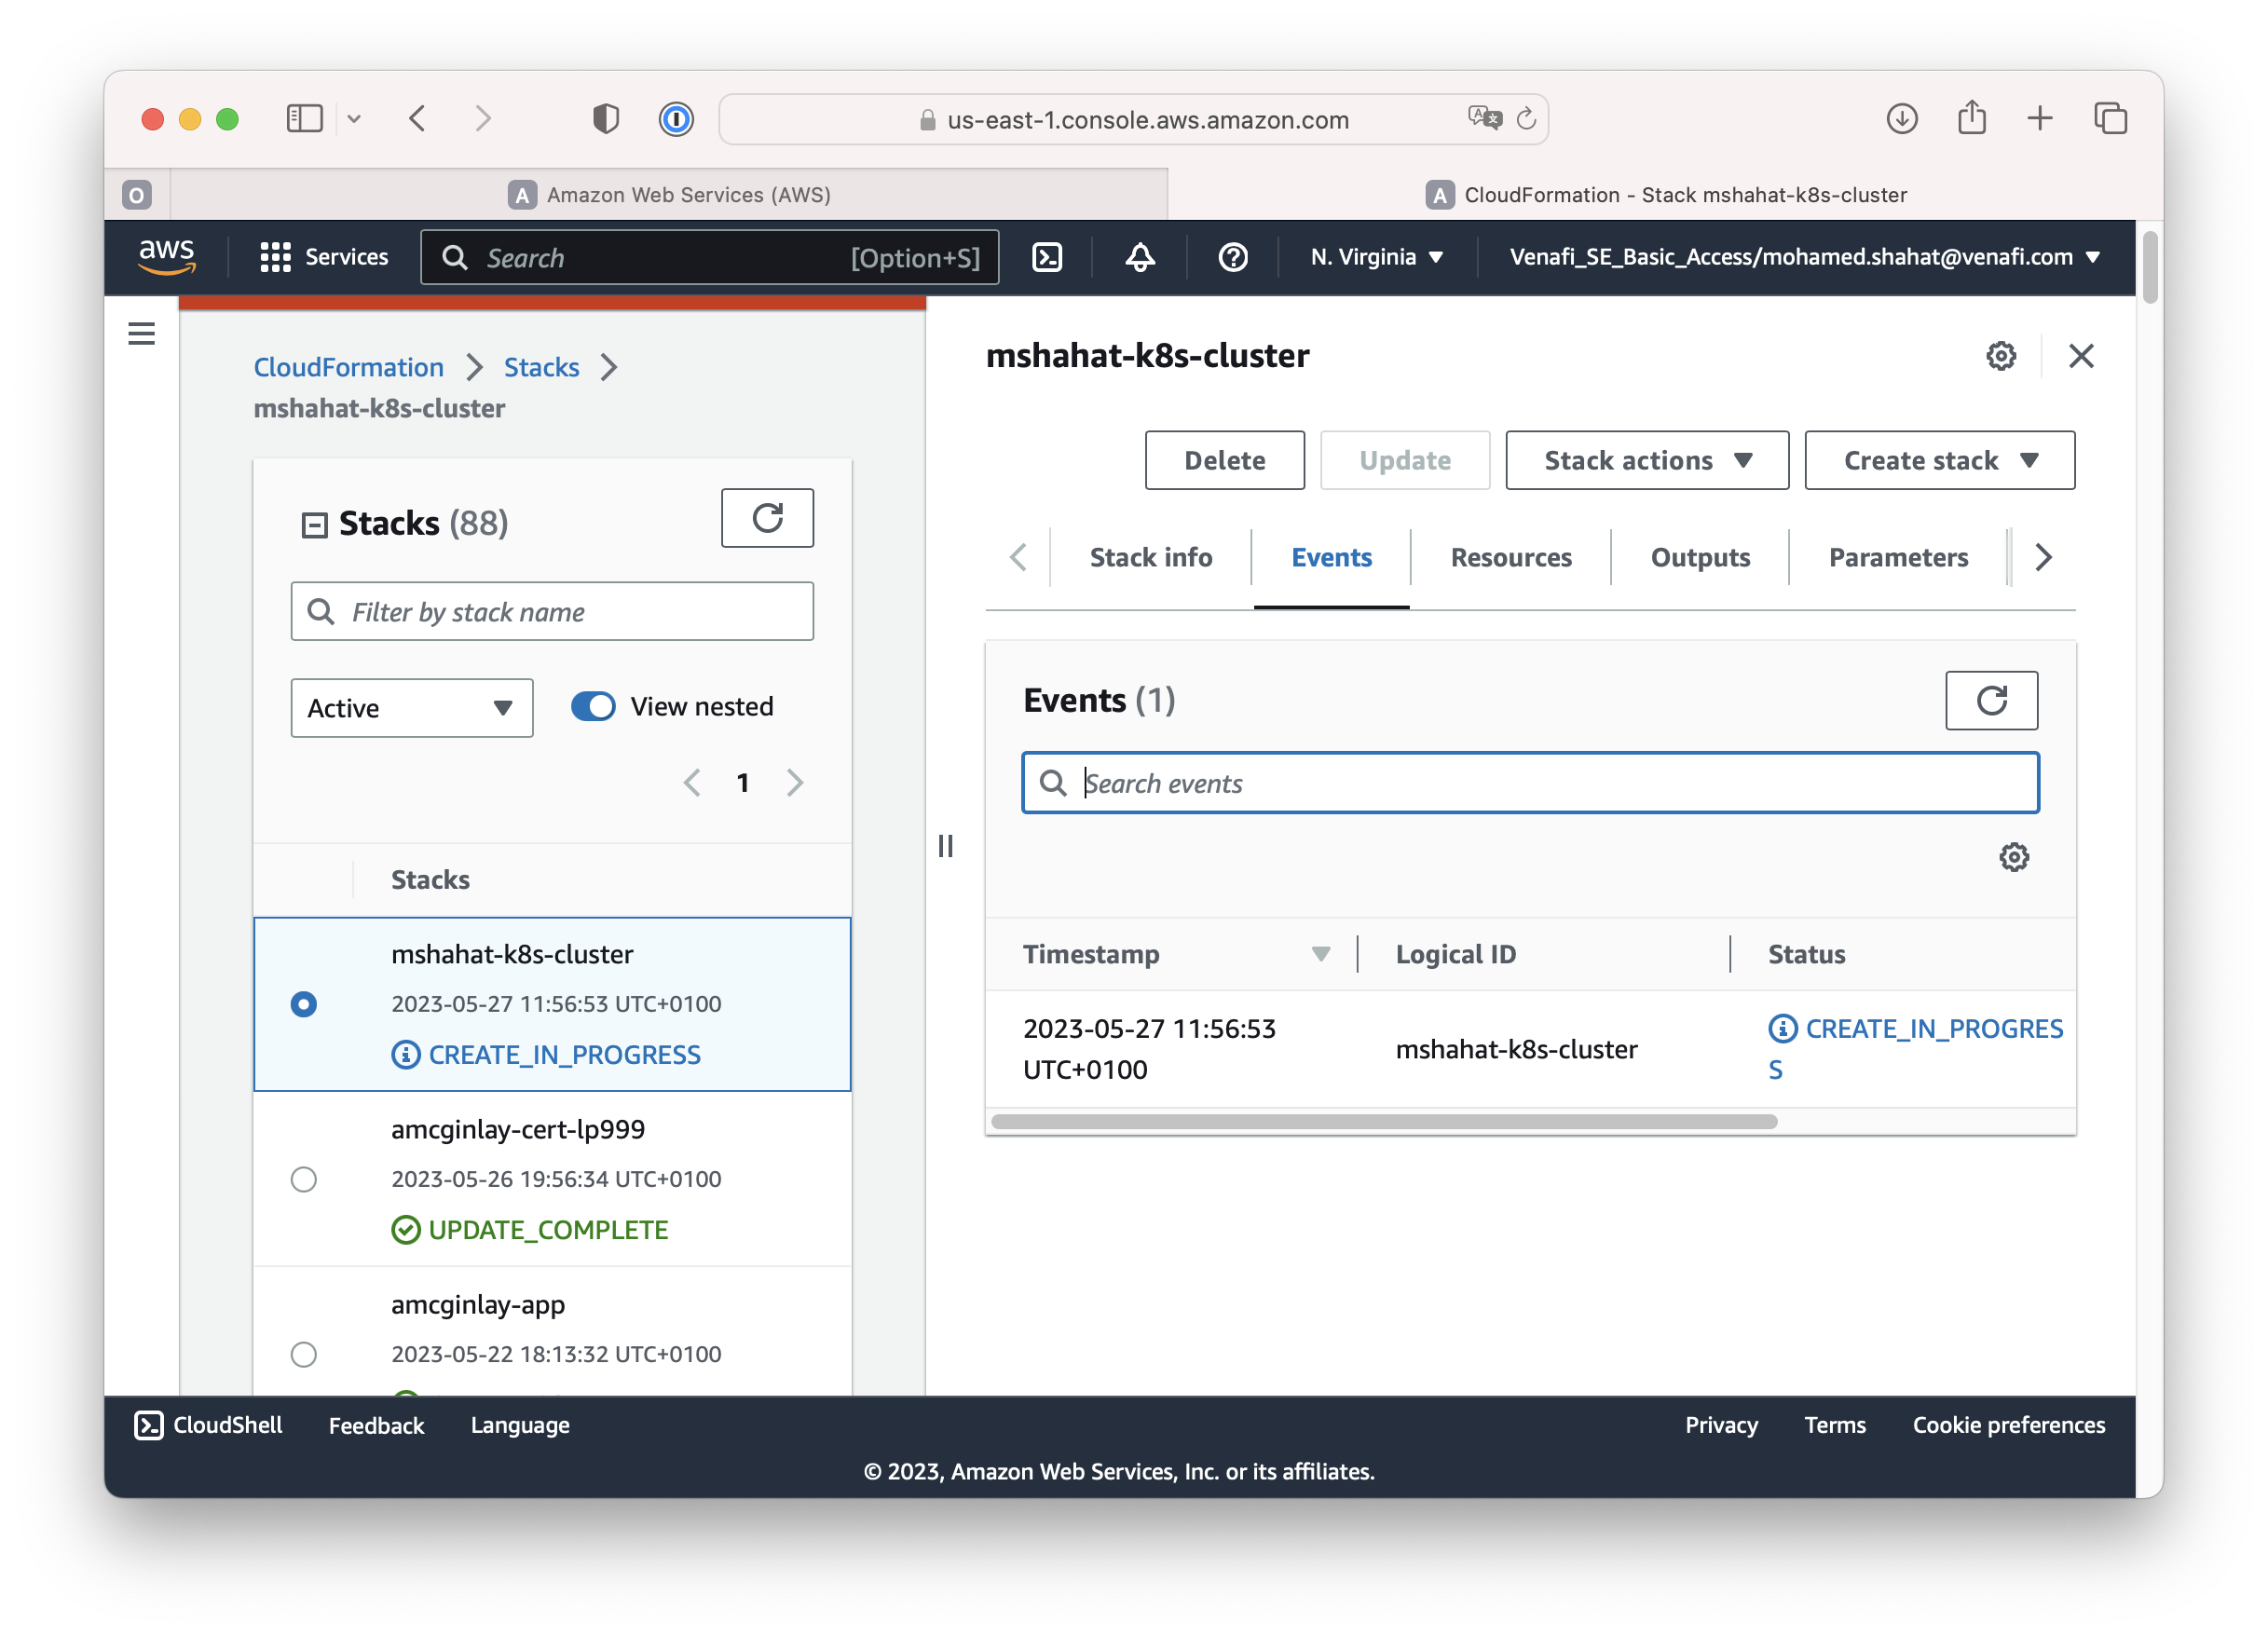 us-east-1.console.aws.amazon.com
O
A Amazon Web Services (AWS)
A CloudFormation - Stack mshahat-k8s-cluster
aws
Services
Search [Option+S]
N. Virginia
Venafi_SE_Basic_Access/mohamed.shahat@venafi.com
CloudFormation
Stacks
mshahat-k8s-cluster
Stacks (88)
Filter by stack name
Active
View nested
1
Stacks
mshahat-k8s-cluster
2023-05-27 11:56:53 UTC+0100
CREATE_IN_PROGRESS
amcginlay-cert-lp999
2023-05-26 19:56:34 UTC+0100
UPDATE_COMPLETE
amcginlay-app
2023-05-22 18:13:32 UTC+0100
mshahat-k8s-cluster
Delete
Update
Stack actions
Create stack
Stack info
Events
Resources
Outputs
Parameters
Events (1)
Search events
Timestamp
Logical ID
Status
2023-05-27 11:56:53
UTC+0100
mshahat-k8s-cluster
CREATE_IN_PROGRES
S
CloudShell
Feedback
Language
Privacy
Terms
Cookie preferences
© 2023, Amazon Web Services, Inc. or its affiliates.